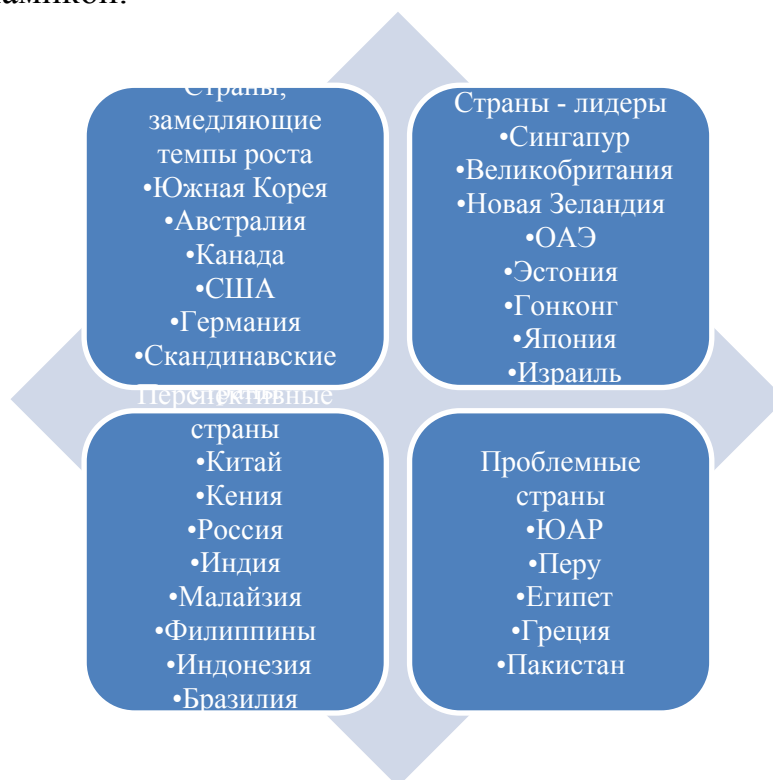 Страны,
замедляющие
темпы роста
•Южная Корея
•Австралия
•Канада
•США
•Германия
•Скандинавские
Страны - лидеры
•Сингапур
•Великобритания
•Новая Зеландия
•ОАЭ
•Эстония
•Гонконг
•Япония
•Израиль
Перспективные
страны
•Китай
•Кения
•Россия
•Индия
•Малайзия
•Филиппины
•Индонезия
•Бразилия
Проблемные
страны
•ЮАР
•Перу
•Египет
•Греция
•Пакистан